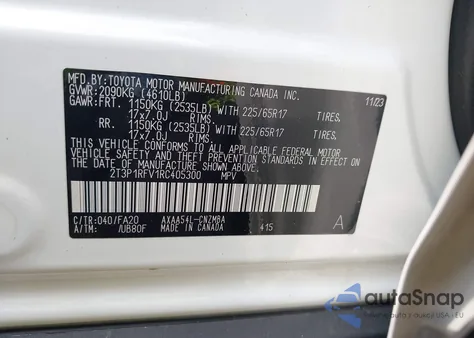 MFD.BY:TOYOTA MOTOR MANUFACTURING CANADA INC.
GVWR:2090KG (4610LB) 11/23
GAWR:FRT. 1150KG (2535LB) WITH 225/65R17 TIRES,
17x7.0J RIMS,
RR. 1150KG (2535LB) WITH 225/65R17 TIRES,
17x7.0J RIMS,
THIS VEHICLE CONFORMS TO ALL APPLICABLE FEDERAL MOTOR
VEHICLE SAFETY AND THEFT PREVENTION STANDARDS IN EFFECT ON
THE DATE OF MANUFACTURE SHOWN ABOVE.
2T3P1RFV1RC405300 MPV
A
C/TR:040/FA20 AXAA54L-CNZMBA
A/TM: /UB80F MADE IN CANADA 415
autoSnap